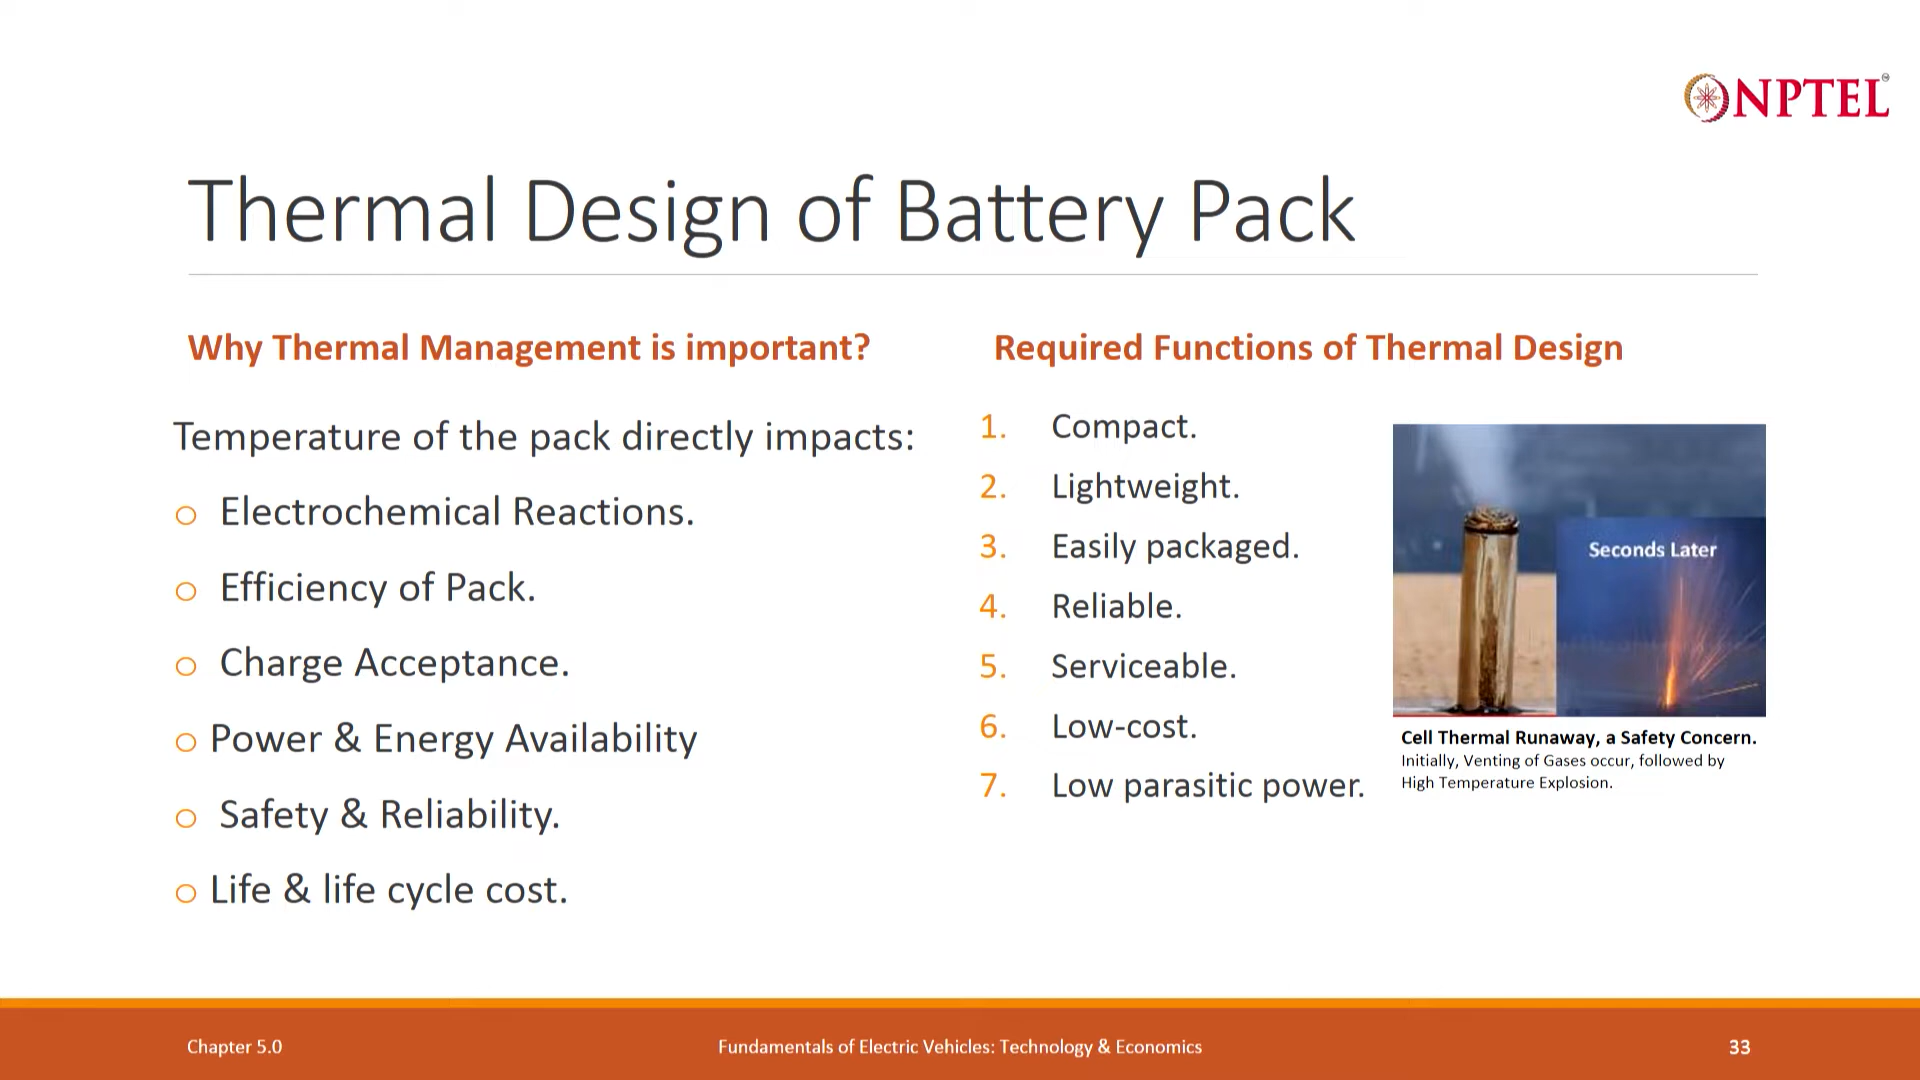 NPTEL™
Thermal Design of Battery Pack
Why Thermal Management is important?
Temperature of the pack directly impacts:
o Electrochemical Reactions.
o Efficiency of Pack.
o Charge Acceptance.
o Power & Energy Availability
o Safety & Reliability.
o Life & life cycle cost.
Required Functions of Thermal Design
1. Compact.
2. Lightweight.
3. Easily packaged.
4. Reliable.
5. Serviceable.
6. Low-cost.
7. Low parasitic power.
Seconds Later
Cell Thermal Runaway, a Safety Concern.
Initially, Venting of Gases occur, followed by
High Temperature Explosion.
Chapter 5.0
Fundamentals of Electric Vehicles: Technology & Economics
33